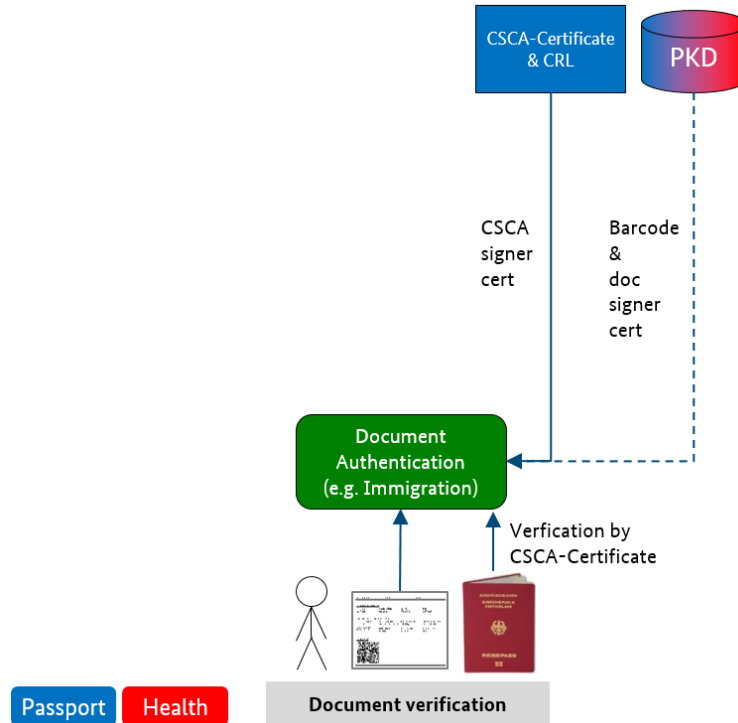 CSCA-Certificate
& CRL
PKD
CSCA
signer
cert
Barcode
&
doc
signer
cert
Document
Authentication
(e.g. Immigration)
Verfication by
CSCA-Certificate
REISEPASS
Passport
Health
Document verification